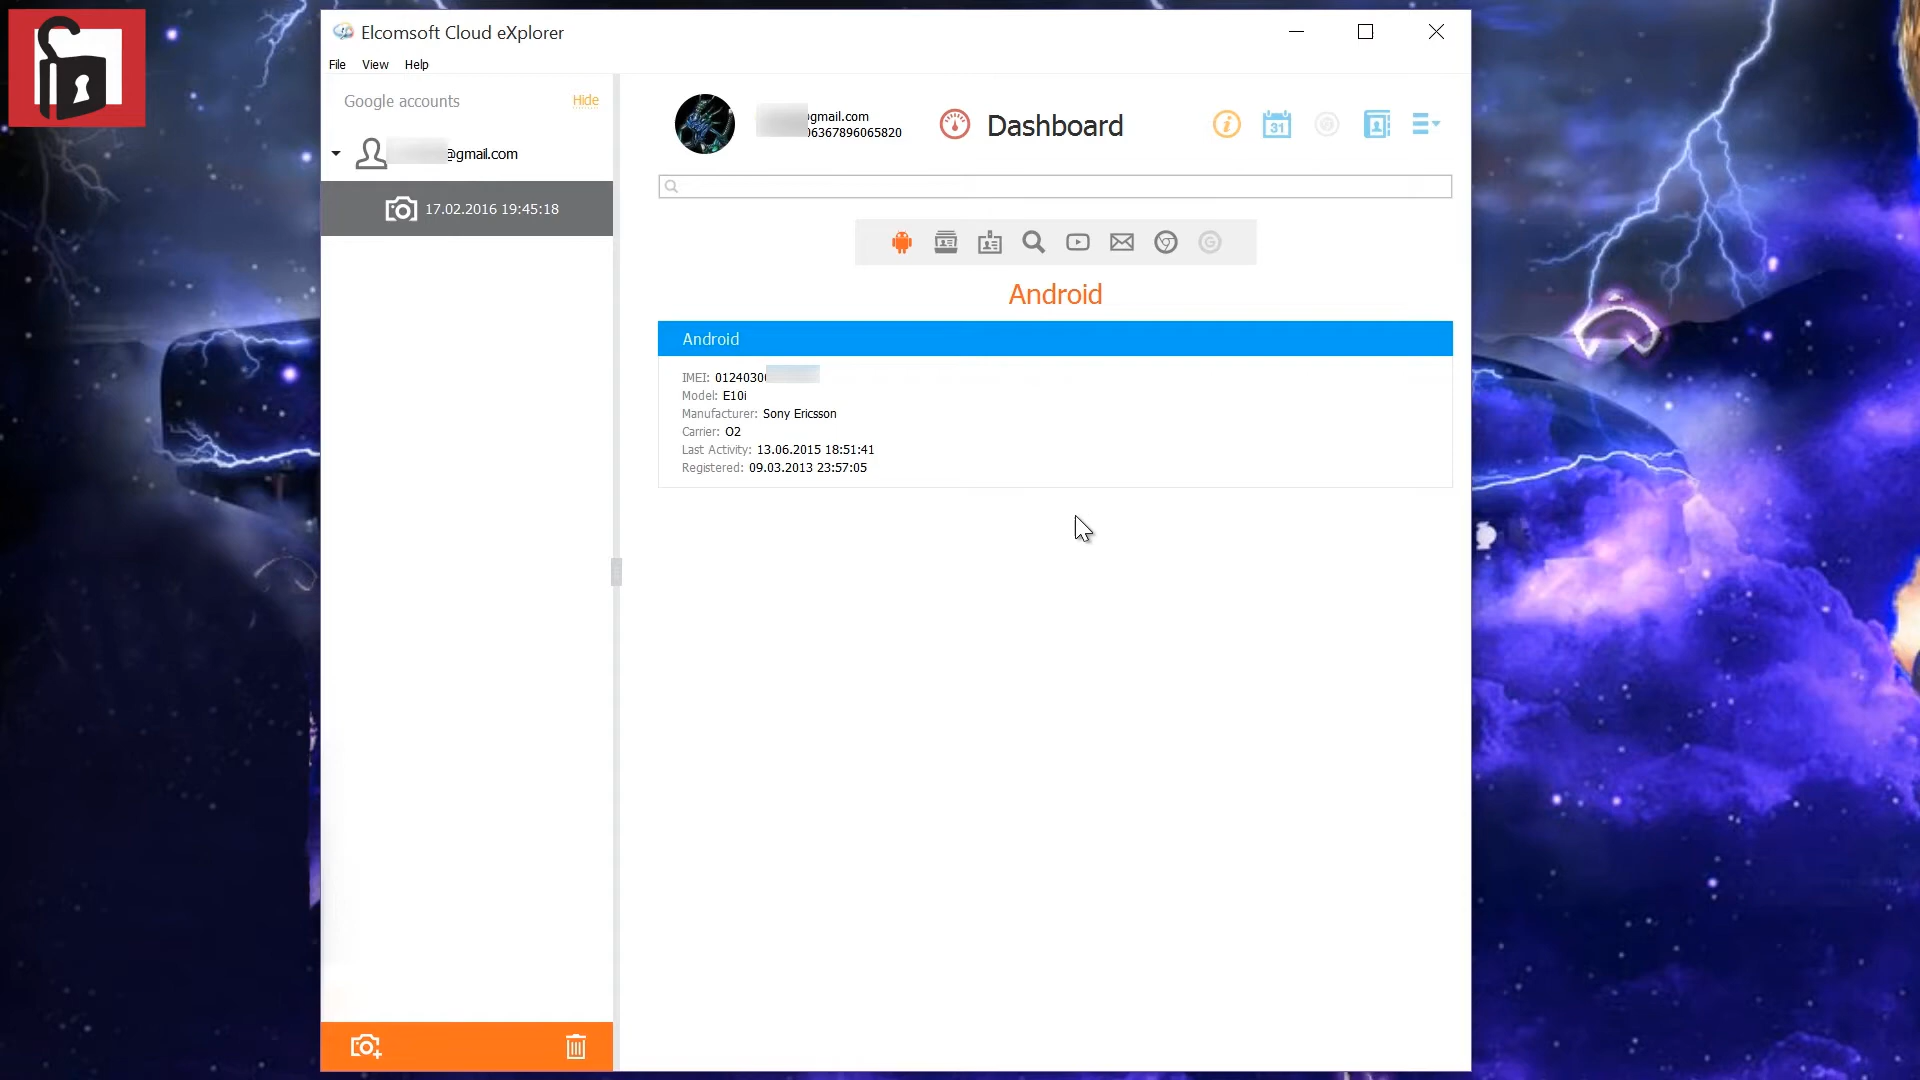 Elcomsoft Cloud eXplorer
File View Help
Google accounts Hide
@gmail.com
17.02.2016 19:45:18
@gmail.com
06367896065820
Dashboard
31
Android
Android
IMEI: 0124030
Model: E10i
Manufacturer: Sony Ericsson
Carrier: O2
Last Activity: 13.06.2015 18:51:41
Registered: 09.03.2013 23:57:05